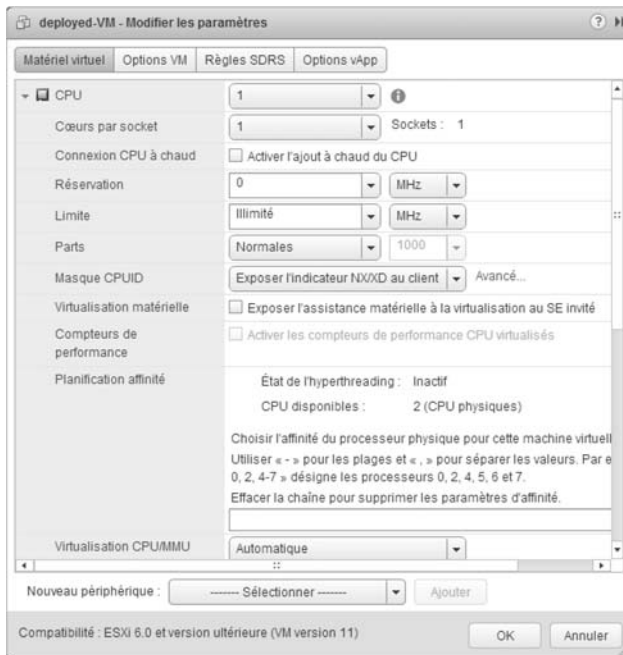 deployed-VM - Modifier les paramètres ?
Matériel virtuel Options VM Règles SDRS Options vApp
CPU 1
Cœurs par socket 1 Sockets : 1
Connexion CPU à chaud Activer l'ajout à chaud du CPU
Réservation 0 MHz
Limite Illimité MHz
Parts Normales 1000
Masque CPUID Exposer l'indicateur NX/XD au client Avancé...
Virtualisation matérielle Exposer l'assistance matérielle à la virtualisation au SE invité
Compteurs de performance Activer les compteurs de performance CPU virtualisés
Planification affinité État de l'hyperthreading : Inactif
CPU disponibles : 2 (CPU physiques)
Choisir l'affinité du processeur physique pour cette machine virtuell
Utiliser « - » pour les plages et « , » pour séparer les valeurs. Par e
0, 2, 4-7 » désigne les processeurs 0, 2, 4, 5, 6 et 7.
Effacer la chaîne pour supprimer les paramètres d'affinité.
Virtualisation CPU/MMU Automatique
Nouveau périphérique : ------- Sélectionner ------- Ajouter
Compatibilité : ESXi 6.0 et version ultérieure (VM version 11) OK Annuler